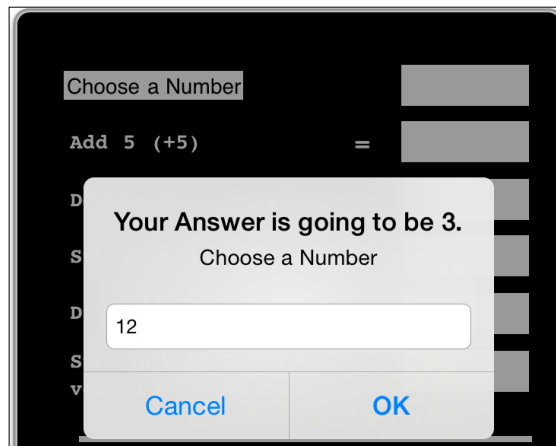 Choose a Number
Add 5 (+5) =
D
Your Answer is going to be 3.
S
Choose a Number
D
12
S
v
Cancel OK